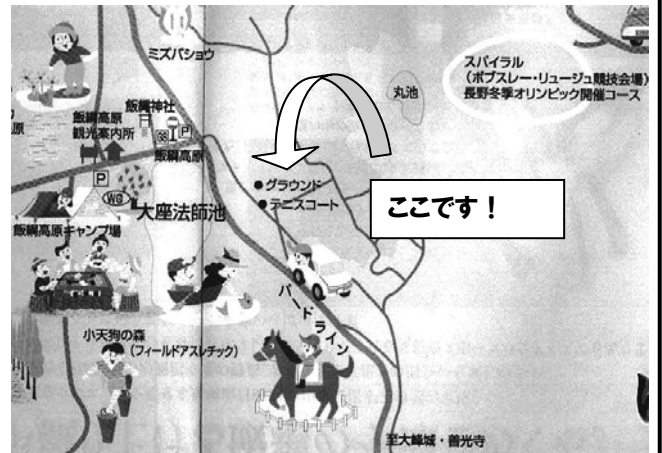 ミズバショウ
スパイラル
（ボブスレー・リュージュ競技会場）
長野冬季オリンピック開催コース
丸池
飯綱神社
飯綱高原
観光案内所
原
GS
P
飯綱高原
グラウンド
テニスコート
ここです！
P
WC
大座法師池
飯綱高原キャンプ場
バードライン
小天狗の森
（フィールドアスレチック）
至大峰城・善光寺